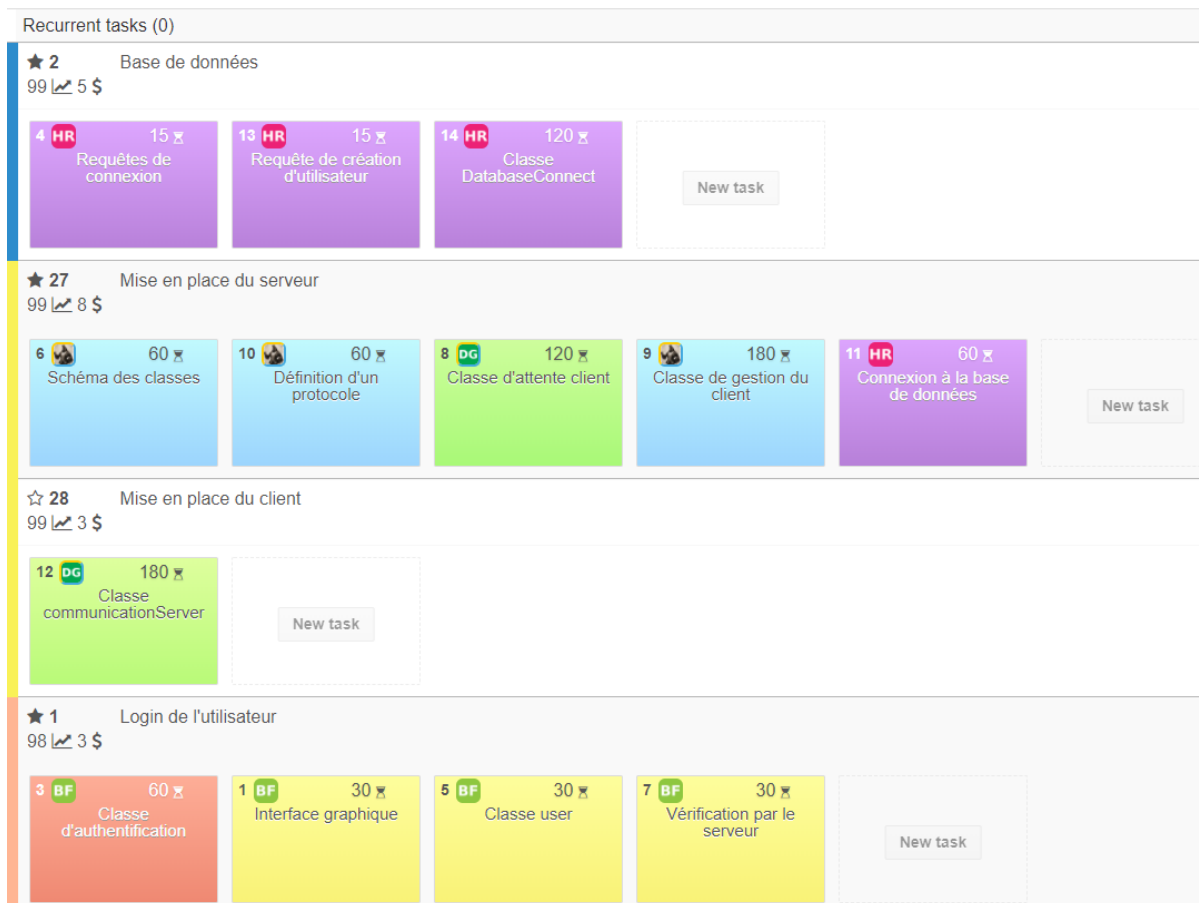 Recurrent tasks (0)
2 Base de données
99 5 $
4 HR 15
Requêtes de
connexion
13 HR 15
Requête de création
d'utilisateur
14 HR 120
Classe
DatabaseConnect
New task
27 Mise en place du serveur
99 8 $
6 60
Schéma des classes
10 60
Définition d'un
protocole
8 DG 120
Classe d'attente client
9 180
Classe de gestion du
client
11 HR 60
Connexion à la base
de données
New task
28 Mise en place du client
99 3 $
12 DG 180
Classe
communicationServer
New task
1 Login de l'utilisateur
98 3 $
3 BF 60
Classe
d'authentification
1 BF 30
Interface graphique
5 BF 30
Classe user
7 BF 30
Vérification par le
serveur
New task